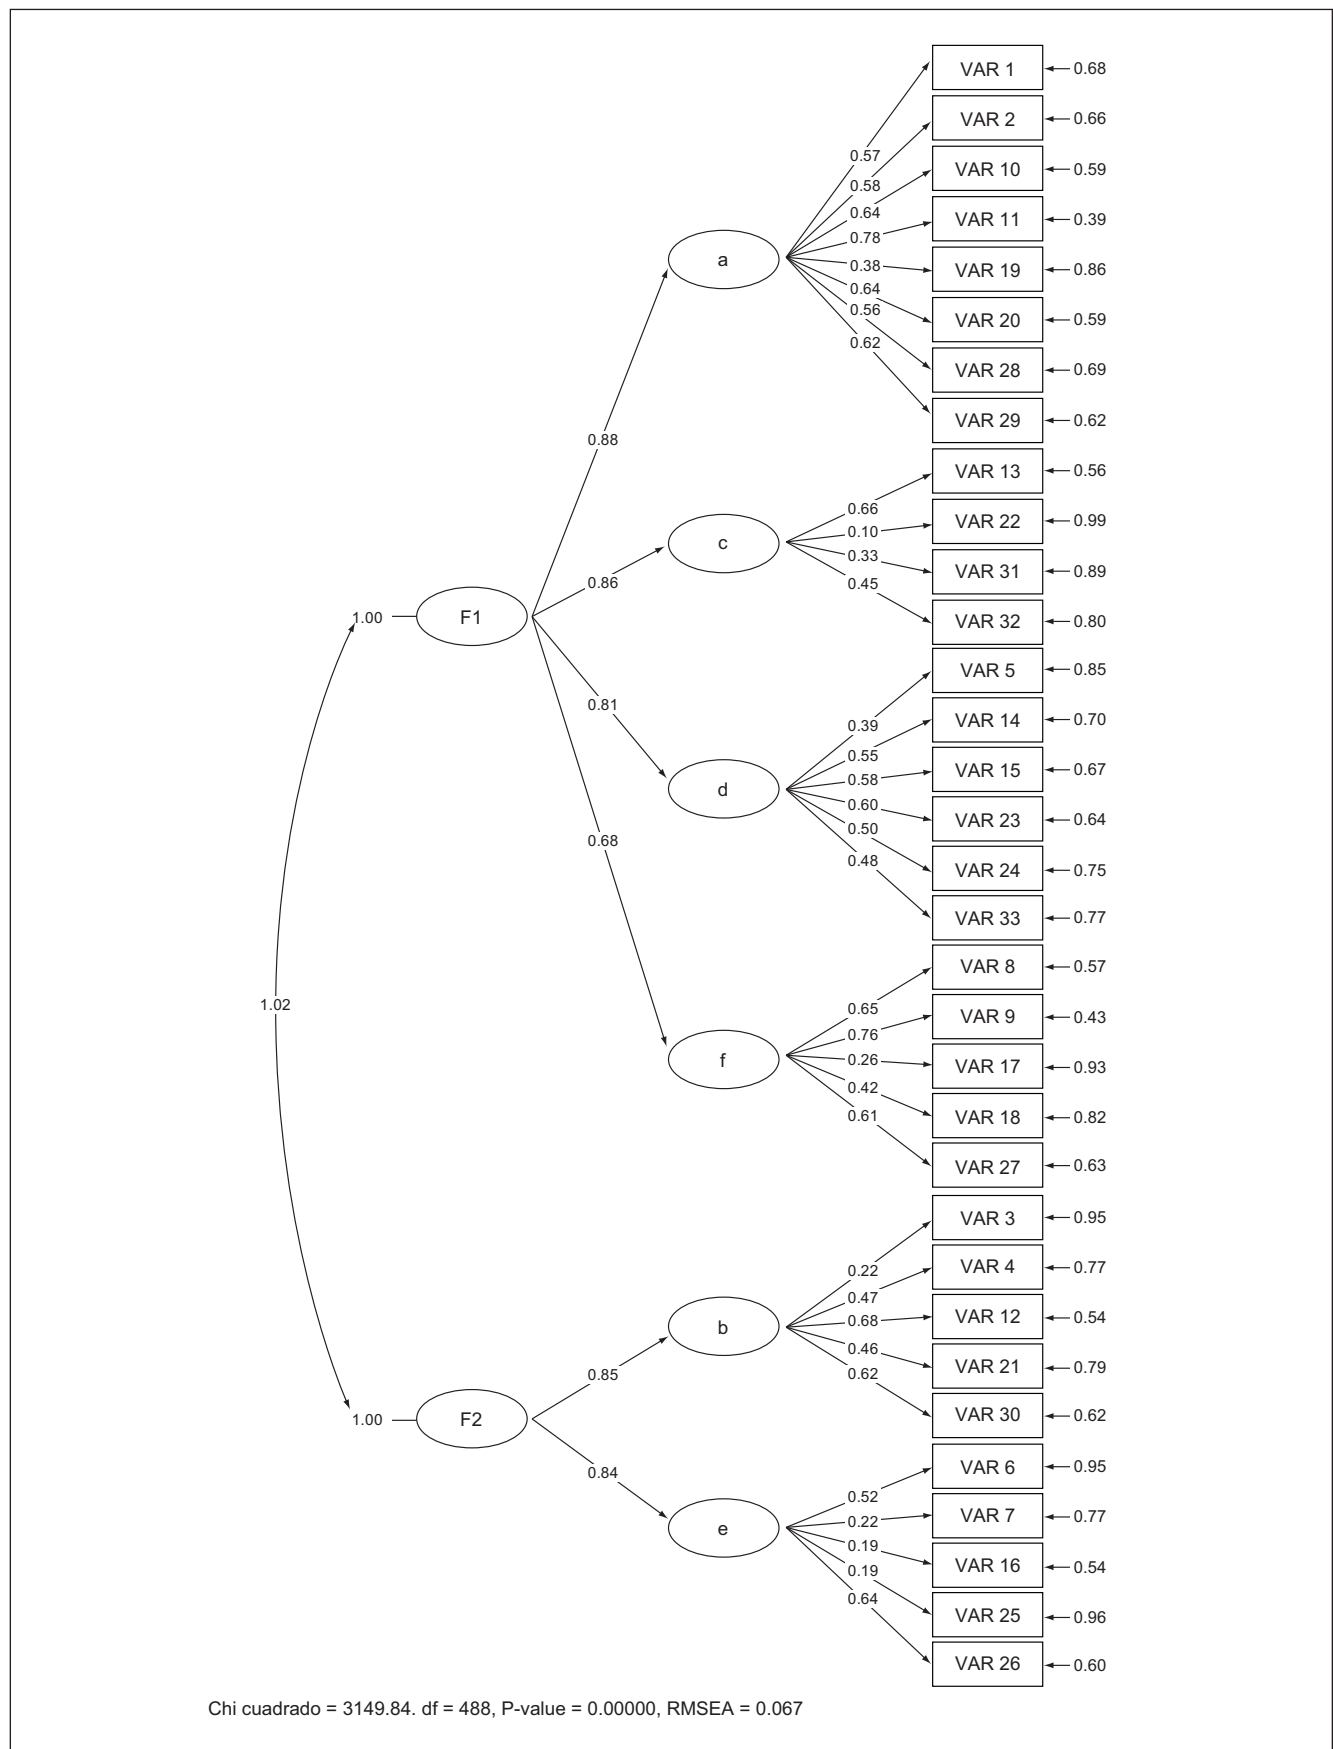 VAR 1 0.68
VAR 2 0.66
0.57
VAR 10 0.59
0.58
0.64
VAR 11 0.39
0.78
a
0.38
VAR 19 0.86
0.64
0.56
VAR 20 0.59
0.62
VAR 28 0.69
VAR 29 0.62
0.88
VAR 13 0.56
0.66
VAR 22 0.99
0.10
c
0.33
VAR 31 0.89
0.86
0.45
1.00
F1
VAR 32 0.80
VAR 5 0.85
0.81
0.39
VAR 14 0.70
0.55
VAR 15 0.67
0.58
d
0.60
VAR 23 0.64
0.50
0.68
0.48
VAR 24 0.75
VAR 33 0.77
VAR 8 0.57
1.02
0.65
VAR 9 0.43
0.76
f
0.26
VAR 17 0.93
0.42
0.61
VAR 18 0.82
VAR 27 0.63
VAR 3 0.95
0.22
VAR 4 0.77
0.47
VAR 12 0.54
0.68
b
0.46
VAR 21 0.79
0.85
0.62
1.00
F2
VAR 30 0.62
0.84
VAR 6 0.95
0.52
VAR 7 0.77
0.22
e
0.19
VAR 16 0.54
0.19
0.64
VAR 25 0.96
VAR 26 0.60
Chi cuadrado = 3149.84. df = 488, P-value = 0.00000, RMSEA = 0.067